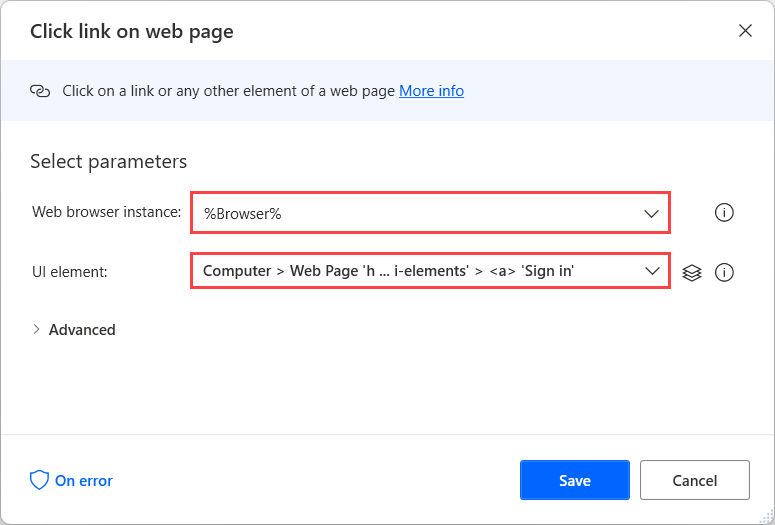 Click link on web page
Click on a link or any other element of a web page More info
Select parameters
Web browser instance: %Browser%
UI element: Computer > Web Page 'h ... i-elements' > <a> 'Sign in'
Advanced
On error Save Cancel